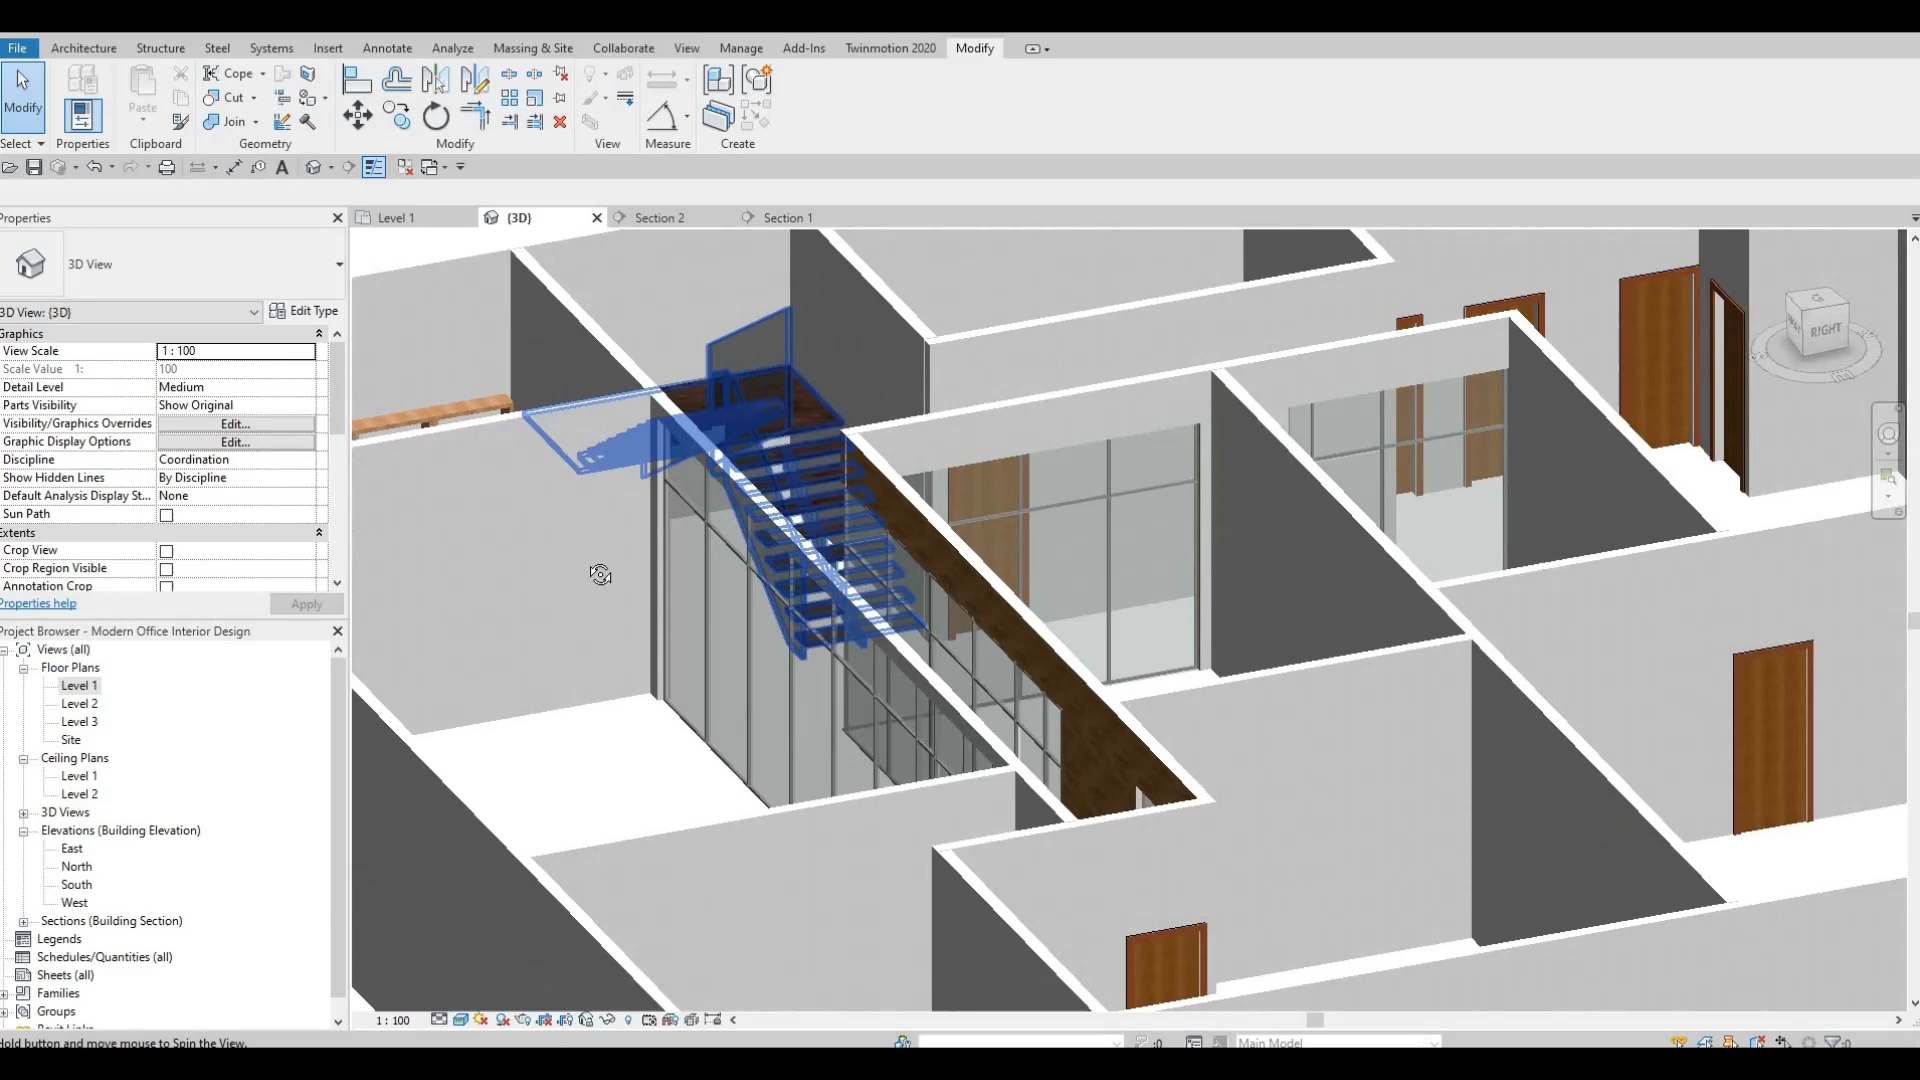 File Architecture Structure Steel Systems Insert Annotate Analyze Massing & Site Collaborate View Manage Add-Ins Twinmotion 2020 Modify
Modify
Paste
Cope
Cut
Join
Select Properties Clipboard Geometry Modify View Measure Create
A
Properties
Level 1
{3D}
Section 2
Section 1
3D View
3D View: {3D}
Edit Type
Graphics
View Scale 1 : 100
Scale Value 1: 100
Detail Level Medium
Parts Visibility Show Original
Visibility/Graphics Overrides Edit...
Graphic Display Options Edit...
Discipline Coordination
Show Hidden Lines By Discipline
Default Analysis Display St... None
Sun Path
Extents
Crop View
Crop Region Visible
Annotation Crop
Properties help
Apply
RIGHT
Project Browser - Modern Office Interior Design
Views (all)
Floor Plans
Level 1
Level 2
Level 3
Site
Ceiling Plans
Level 1
Level 2
3D Views
Elevations (Building Elevation)
East
North
South
West
Sections (Building Section)
Legends
Schedules/Quantities (all)
Sheets (all)
Families
Groups
Revit Links
1 : 100
Hold button and move mouse to Spin the View.
:0
Main Model
:0